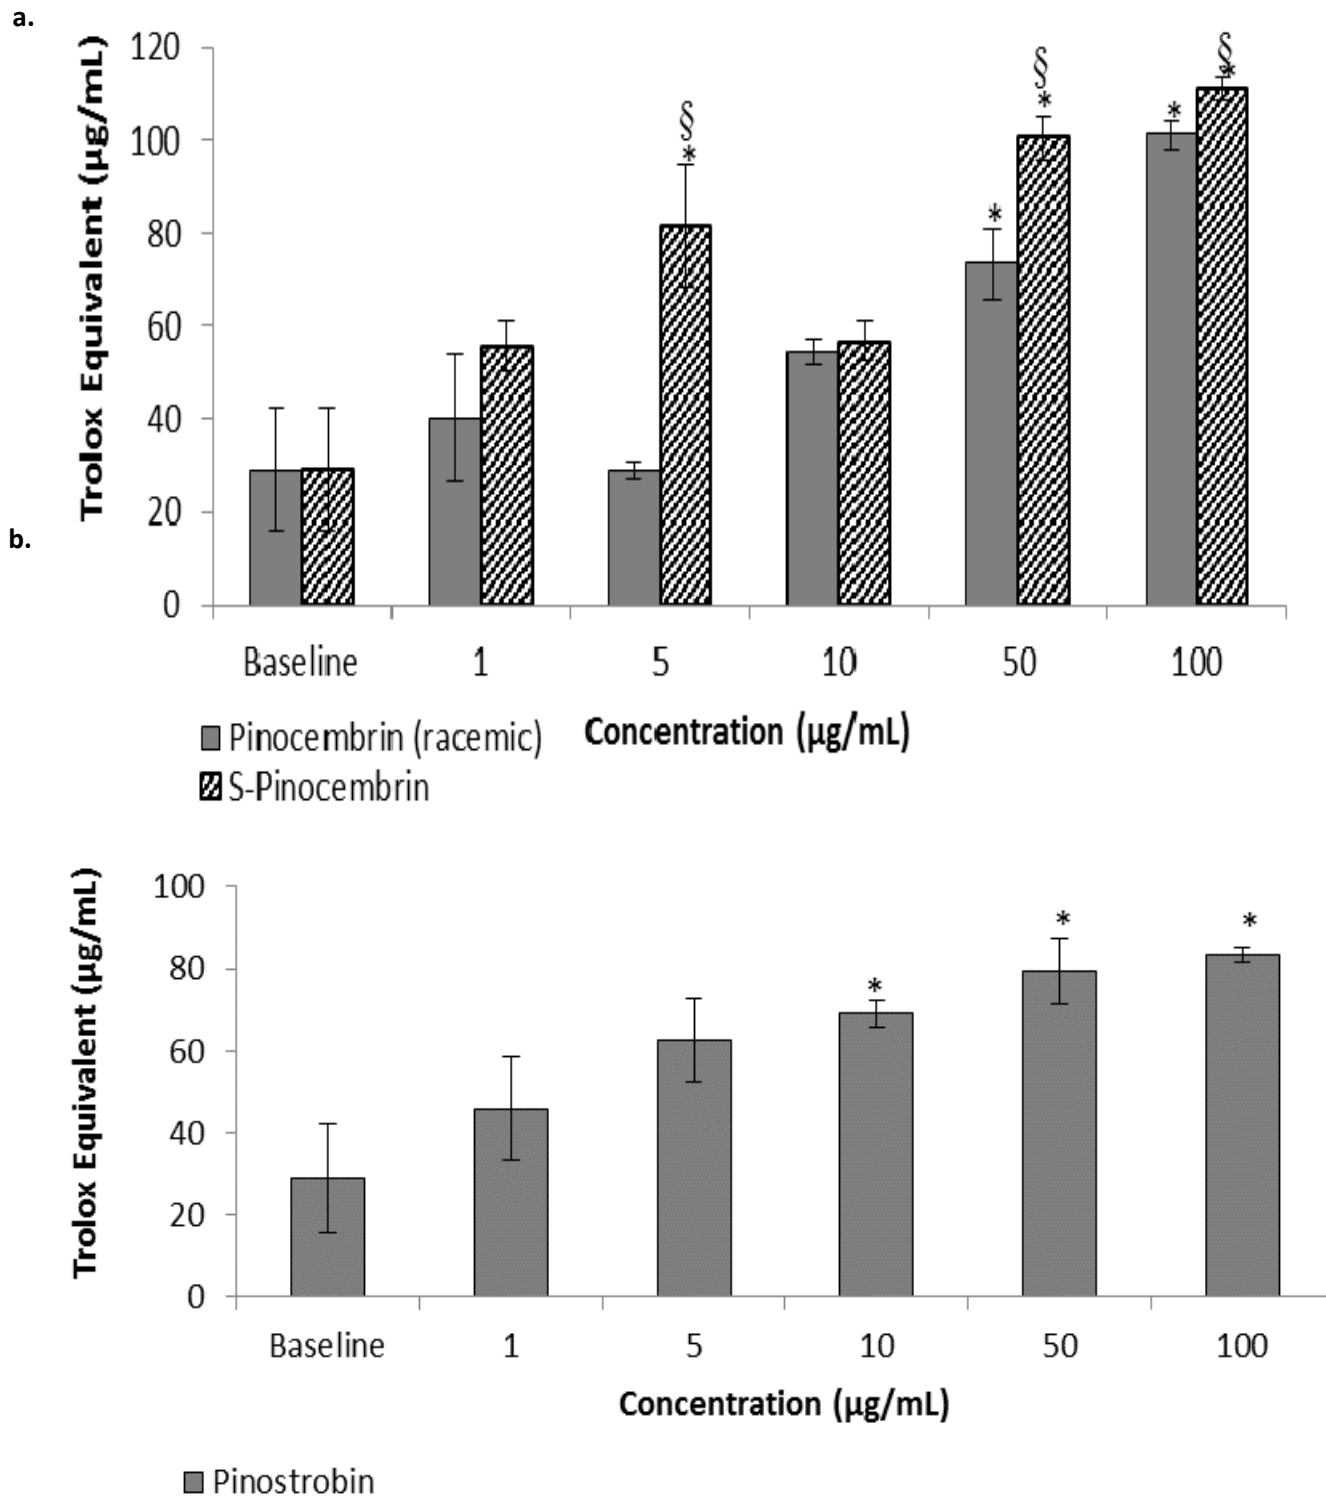 a.
Trolox Equivalent (µg/mL)
120
100
80
60
40
20
0
§
*
*
§
*
*
§
*
Baseline 1 5 10 50 100
Concentration (µg/mL)
Pinocembrin (racemic)
S-Pinocembrin
b.
Trolox Equivalent (µg/mL)
100
80
60
40
20
0
*
*
*
Baseline 1 5 10 50 100
Concentration (µg/mL)
Pinostrobin